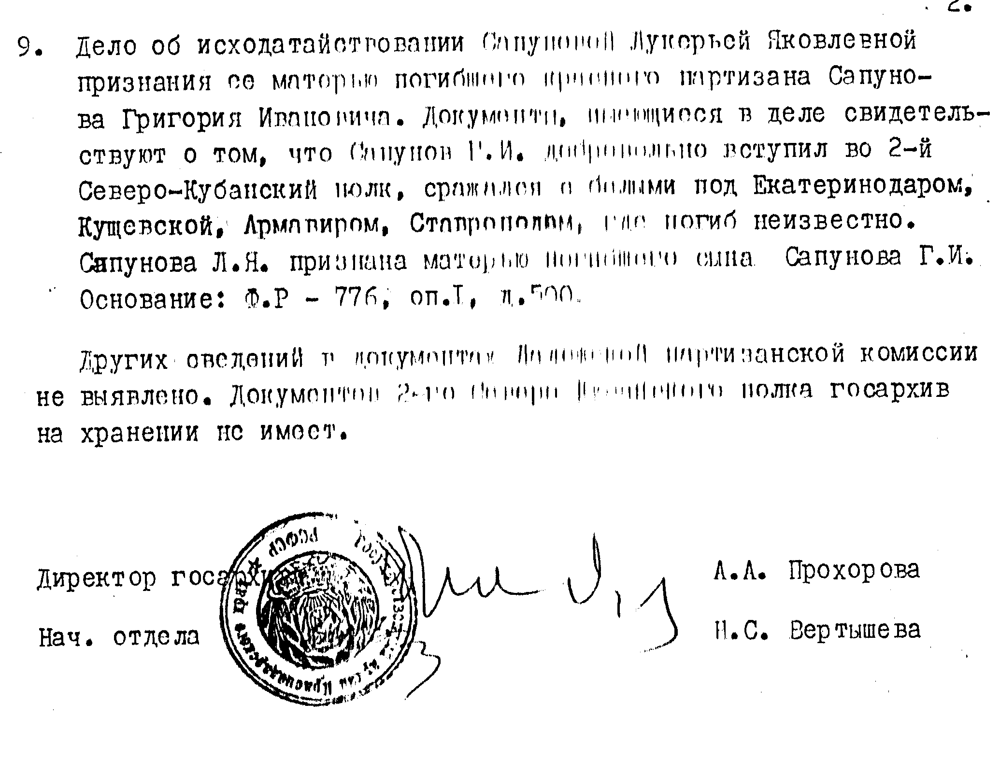 2.
9. Дело об исходатайствовании Сапуновой Лукерьей Яковлевной
признания ее матерью погибшего красного партизана Сапуно-
ва Григория Ивановича. Документы, имеющиеся в деле свидетель-
ствуют о том, что Сапунов Г.И. добровольно вступил во 2-й
Северо-Кубанский полк, сражался с белыми под Екатеринодаром,
Кущевской, Армавиром, Ставрополем, где погиб неизвестно.
Сапунова Л.Я. признана матерью погибшего сына Сапунова Г.И.
Основание: Ф.Р - 776, оп.I, д.500.
Других сведений в документах партизанской комиссии
не выявлено. Документов 2-го Северо-Кубанского полка госархив
на хранении не имеет.
РСФСР
Директор госархива
А.А. Прохорова
Нач. отдела
Н.С. Вертышева